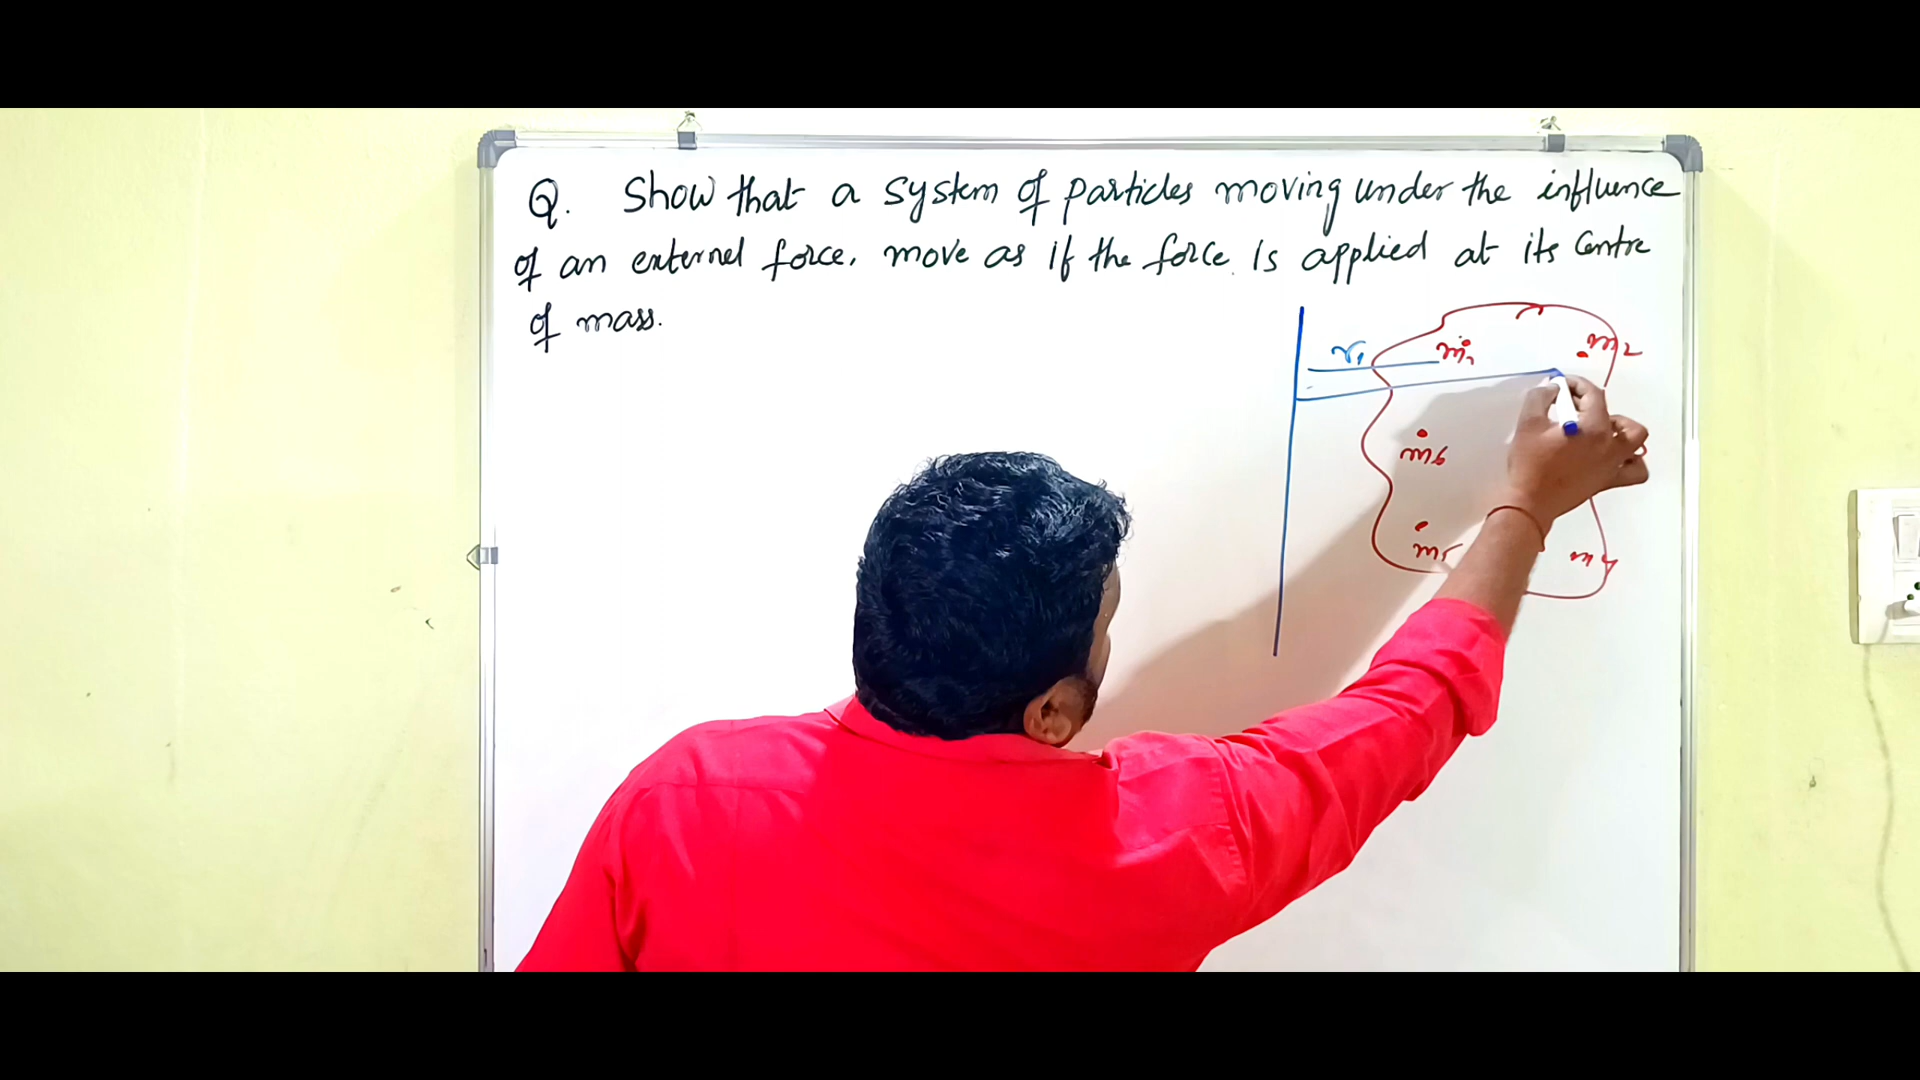 Q. Show that a system of particles moving under the influence
of an external force, move as if the force is applied at its Centre
of mass.
r₁ m₁ m₂
m₆
m₅ m₄